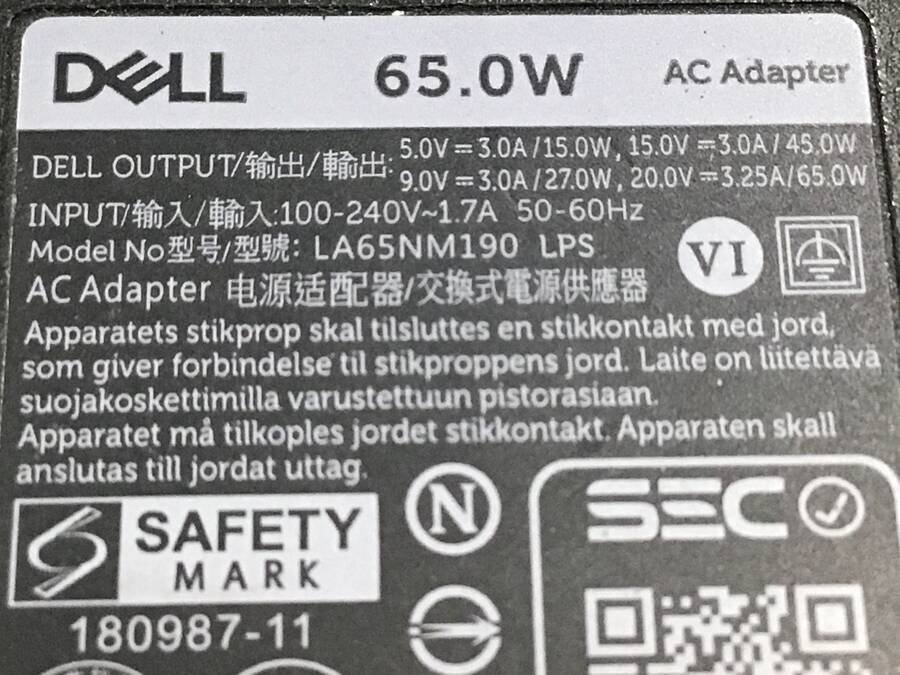 DELL 65.0W AC Adapter
DELL OUTPUT/输出/輸出: 5.0V⎓3.0A/15.0W, 15.0V⎓3.0A/45.0W
9.0V⎓3.0A/27.0W, 20.0V⎓3.25A/65.0W
INPUT/输入/輸入:100-240V~1.7A 50-60Hz
Model No型号/型號: LA65NM190 LPS
VI
AC Adapter 电源适配器/交換式電源供應器
Apparatets stikprop skal tilsluttes en stikkontakt med jord,
som giver forbindelse til stikproppens jord. Laite on liitettävä
suojakoskettimilla varustettuun pistorasiaan.
Apparatet må tilkoples jordet stikkontakt. Apparaten skall
anslutas till jordat uttag.
SAFETY
MARK
N
SEC
180987-11